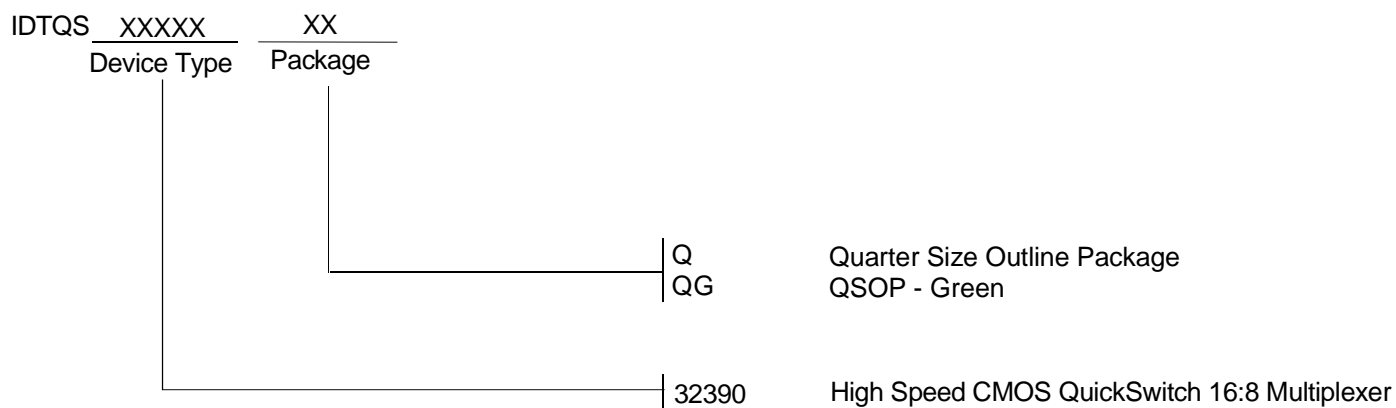 IDTQS XXXXX XX
Device Type Package
Q Quarter Size Outline Package
QG QSOP - Green
32390 High Speed CMOS QuickSwitch 16:8 Multiplexer